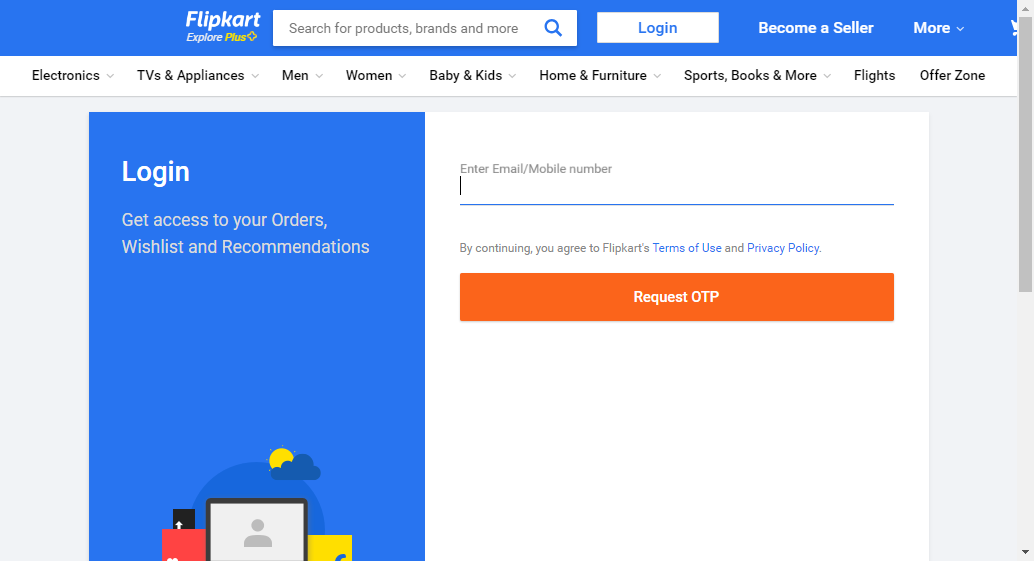 Flipkart
Explore Plus
Search for products, brands and more
Login
Become a Seller
More
Electronics
TVs & Appliances
Men
Women
Baby & Kids
Home & Furniture
Sports, Books & More
Flights
Offer Zone
Login
Get access to your Orders,
Wishlist and Recommendations
Enter Email/Mobile number
By continuing, you agree to Flipkart's Terms of Use and Privacy Policy.
Request OTP